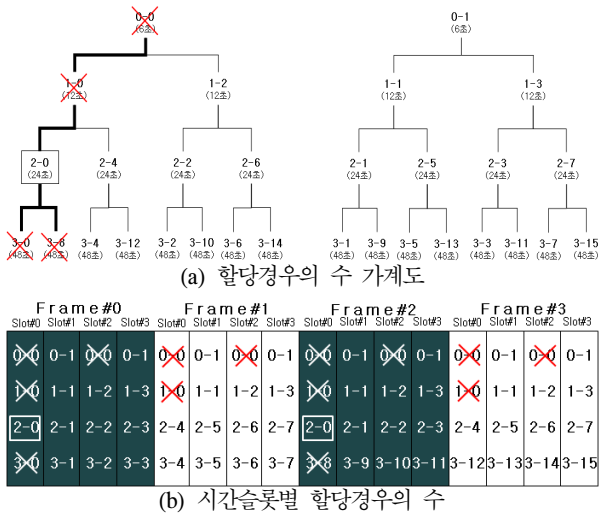 0-0 0-1
(6초) (6초)
1-0 1-2 1-1 1-3
(12초) (12초) (12초) (12초)
2-0 2-4 2-2 2-6 2-1 2-5 2-3 2-7
(24초) (24초) (24초) (24초) (24초) (24초) (24초) (24초)
3-0 3-8 3-4 3-12 3-2 3-10 3-6 3-14 3-1 3-9 3-5 3-13 3-3 3-11 3-7 3-15
(48초) (48초) (48초) (48초) (48초) (48초) (48초) (48초) (48초) (48초) (48초) (48초) (48초) (48초) (48초) (48초)
(a) 할당경우의 수 가계도
Frame#0 Frame#1 Frame#2 Frame#3
Slot#0 Slot#1 Slot#2 Slot#3 Slot#0 Slot#1 Slot#2 Slot#3 Slot#0 Slot#1 Slot#2 Slot#3 Slot#0 Slot#1 Slot#2 Slot#3
0-0 0-1 0-0 0-1 0-0 0-1 0-0 0-1 0-0 0-1 0-0 0-1 0-0 0-1 0-0 0-1
1-0 1-1 1-2 1-3 1-0 1-1 1-2 1-3 1-0 1-1 1-2 1-3 1-0 1-1 1-2 1-3
2-0 2-1 2-2 2-3 2-4 2-5 2-6 2-7 2-0 2-1 2-2 2-3 2-4 2-5 2-6 2-7
3-0 3-1 3-2 3-3 3-4 3-5 3-6 3-7 3-8 3-9 3-10 3-11 3-12 3-13 3-14 3-15
(b) 시간슬롯별 할당경우의 수